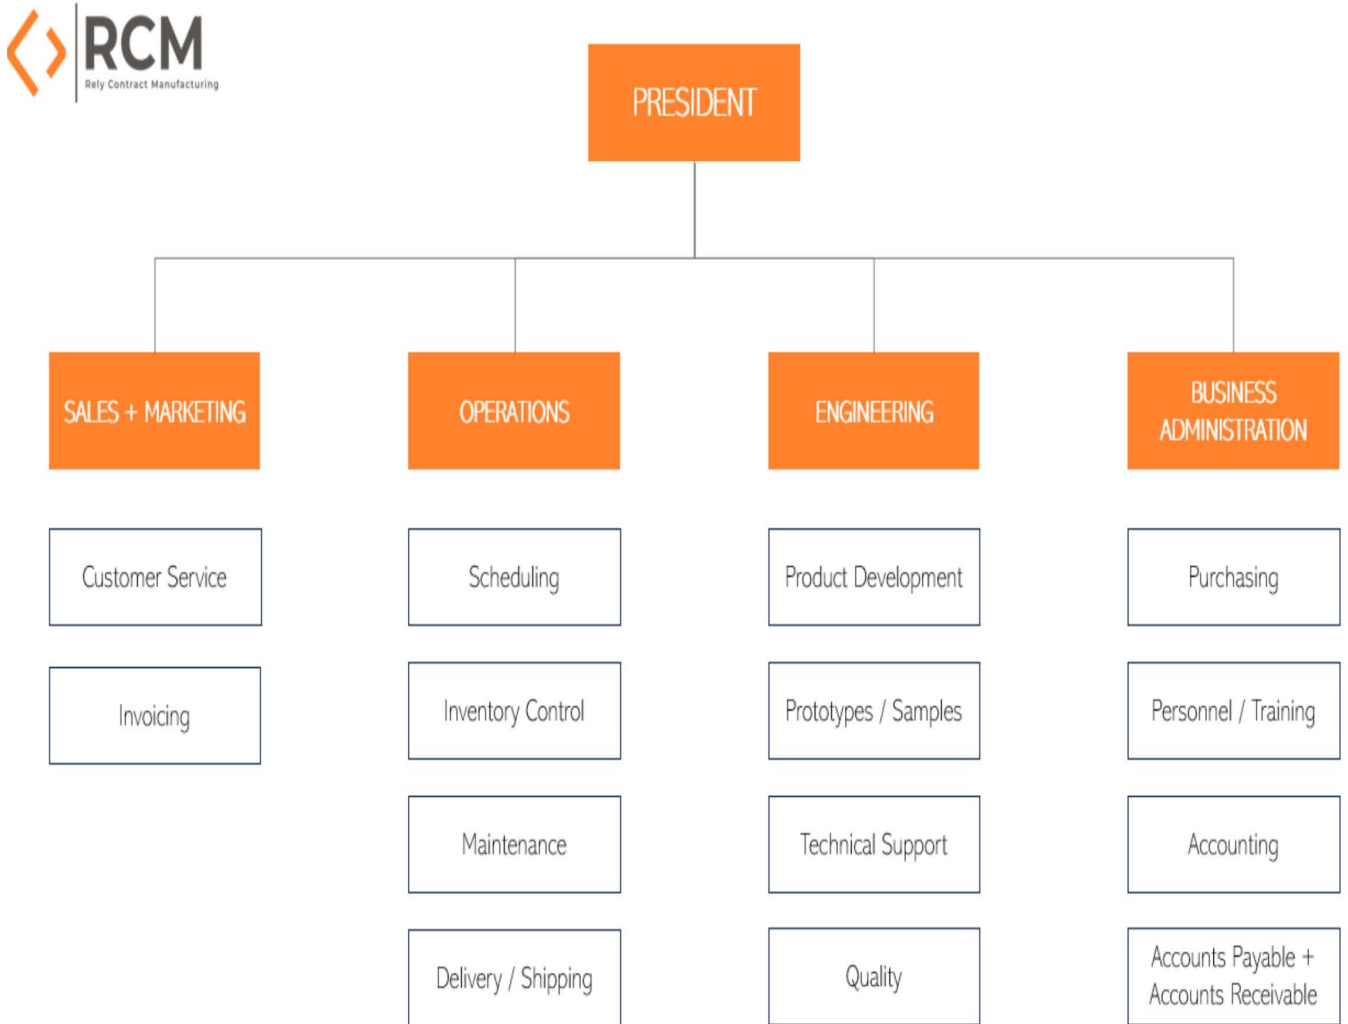 RCM
Rely Contract Manufacturing
PRESIDENT
SALES + MARKETING
OPERATIONS
ENGINEERING
BUSINESS
ADMINISTRATION
Customer Service
Scheduling
Product Development
Purchasing
Invoicing
Inventory Control
Prototypes / Samples
Personnel / Training
Maintenance
Technical Support
Accounting
Delivery / Shipping
Quality
Accounts Payable +
Accounts Receivable